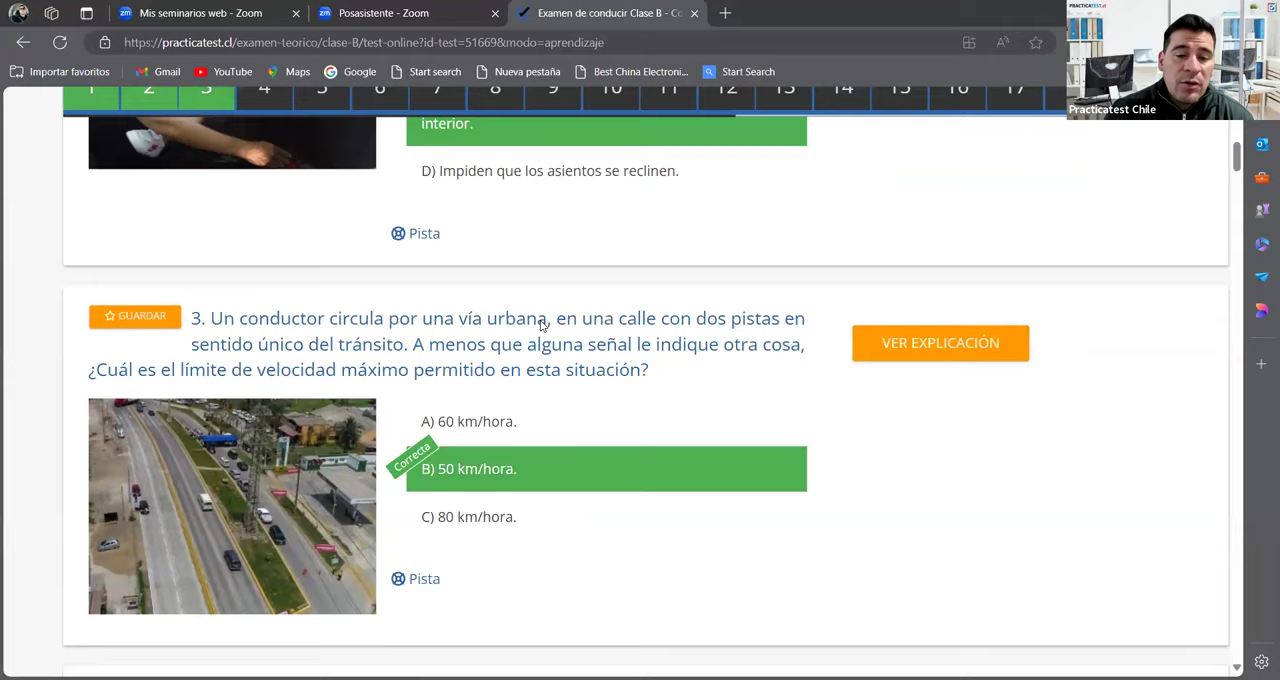 Mis seminarios web - Zoom
Posasistente - Zoom
Examen de conducir Clase B - Co
https://practicatest.cl/examen-teorico/clase-B/test-online?id-test=51669&modo=aprendizaje
Importar favoritos
Gmail
YouTube
Maps
Google
Start search
Nueva pestaña
Best China Electroni...
Start Search
PRACTICATEST.cl
Practicatest Chile
1 2 3 4 5 6 7 8 9 10 11 12 13 14 15 16 17
interior.
D) Impiden que los asientos se reclinen.
Pista
GUARDAR
3. Un conductor circula por una vía urbana, en una calle con dos pistas en
sentido único del tránsito. A menos que alguna señal le indique otra cosa,
¿Cuál es el límite de velocidad máximo permitido en esta situación?
VER EXPLICACIÓN
A) 60 km/hora.
Correcta
B) 50 km/hora.
C) 80 km/hora.
Pista